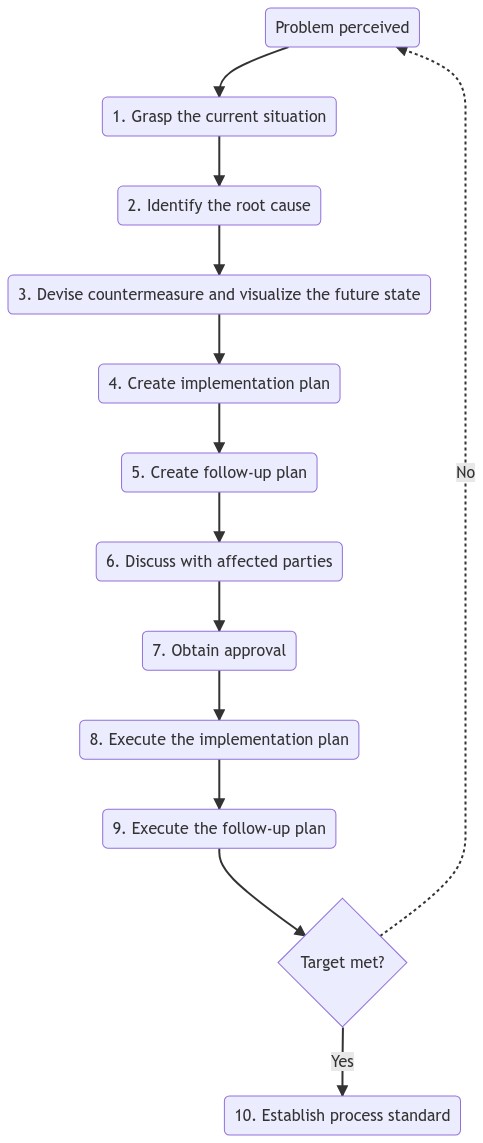 Problem perceived
1. Grasp the current situation
2. Identify the root cause
3. Devise countermeasure and visualize the future state
4. Create implementation plan
5. Create follow-up plan
No
6. Discuss with affected parties
7. Obtain approval
8. Execute the implementation plan
9. Execute the follow-up plan
Target met?
Yes
10. Establish process standard